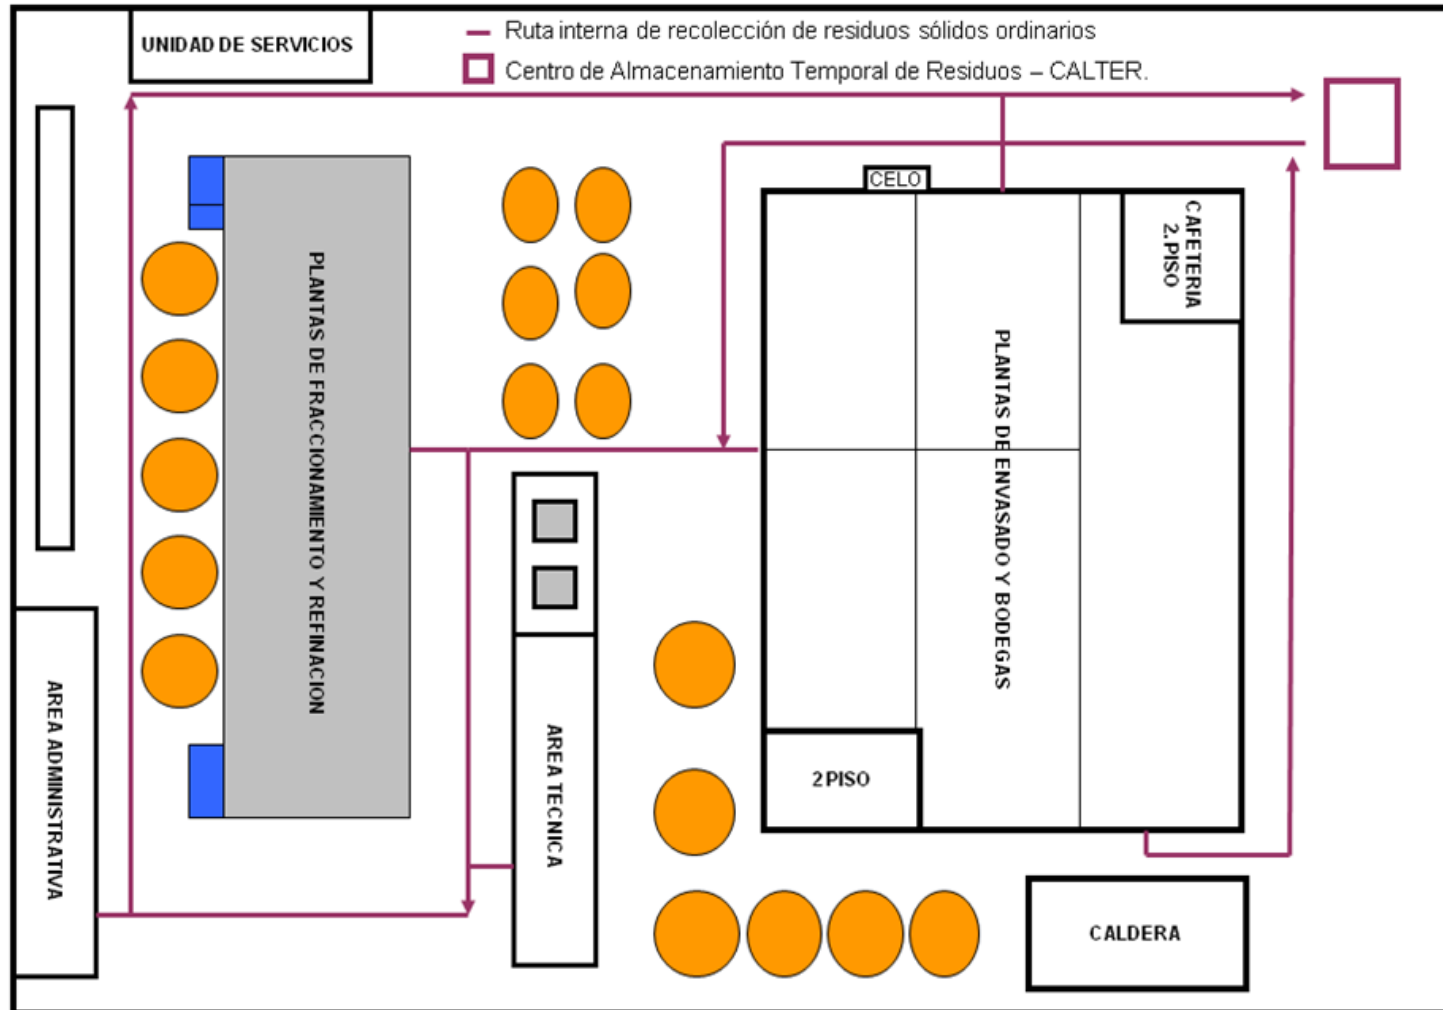 UNIDAD DE SERVICIOS
Ruta interna de recolección de residuos sólidos ordinarios
Centro de Almacenamiento Temporal de Residuos – CALTER.
CELO
CAFETERIA
2.PISO
PLANTAS DE FRACCIONAMIENTO Y REFINACION
PLANTAS DE ENVASADO Y BODEGAS
AREA ADMINISTRATIVA
AREA TECNICA
2 PISO
CALDERA